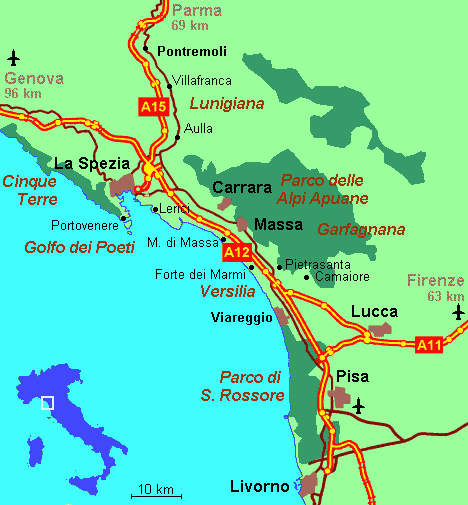 Parma
69 km
Pontremoli
Genova
96 km
Villafranca
A15
Lunigiana
Aulla
La Spezia
Cinque
Terre
Carrara
Parco delle
Alpi Apuane
Lerici
Portovenere
Massa
Garfagnana
Golfo dei Poeti
M. di Massa
A12
Pietrasanta
Forte dei Marmi
Camaiore
Firenze
63 km
Versilia
Viareggio
Lucca
A11
Parco di
S. Rossore
Pisa
10 km
Livorno